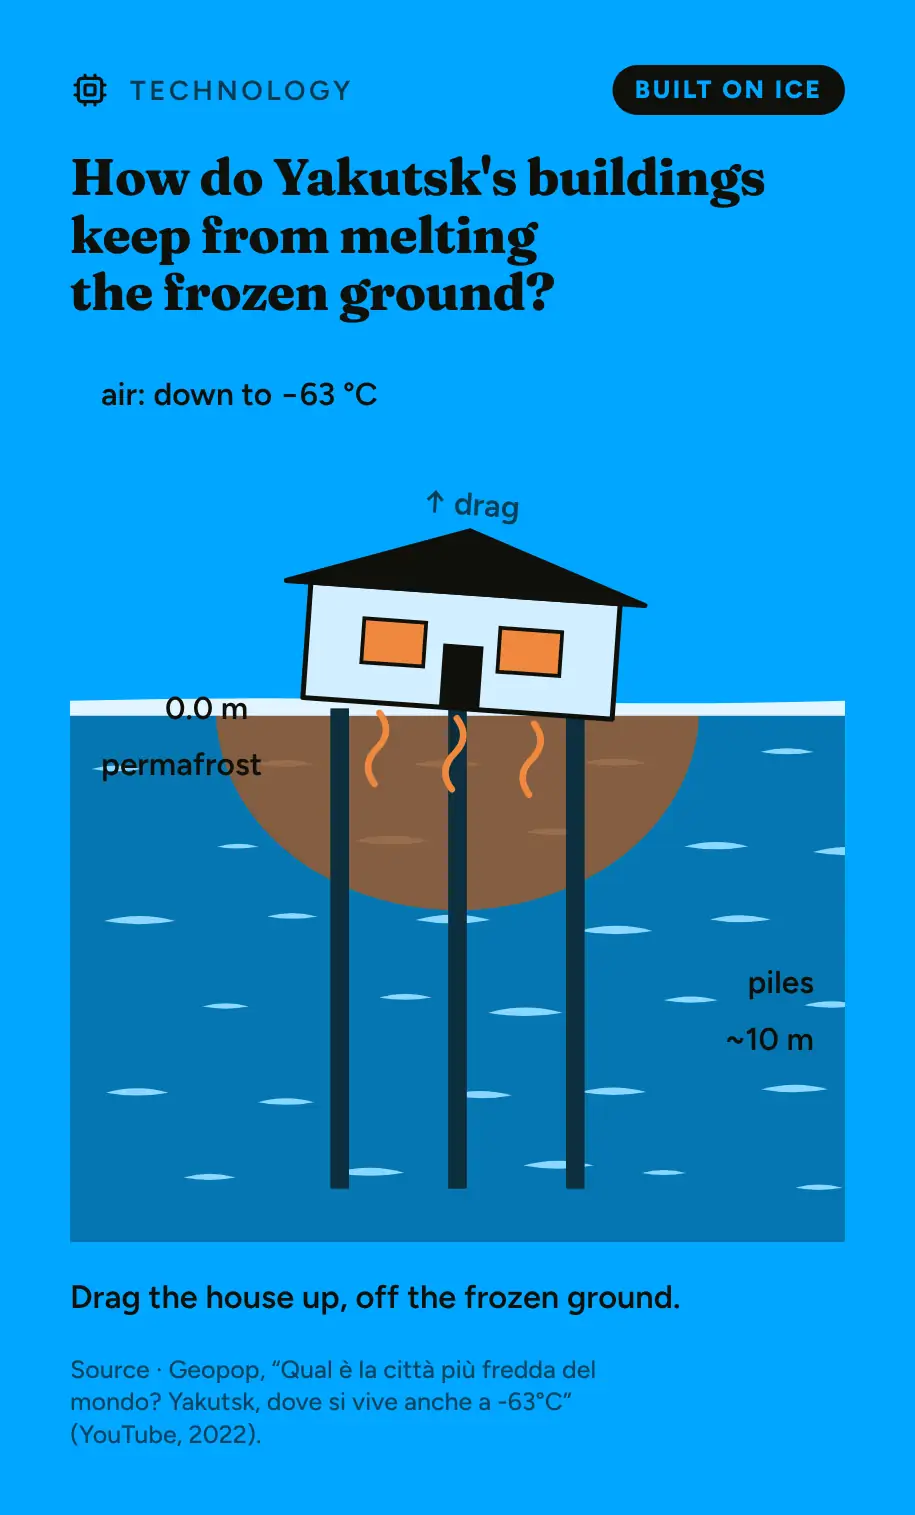 TECHNOLOGY
BUILT ON ICE
How do Yakutsk's buildings
keep from melting
the frozen ground?
air: down to −63 °C
↑ drag
0.0 m
permafrost
piles
~10 m
Drag the house up, off the frozen ground.
Source · Geopop, “Qual è la città più fredda del
mondo? Yakutsk, dove si vive anche a -63°C”
(YouTube, 2022).